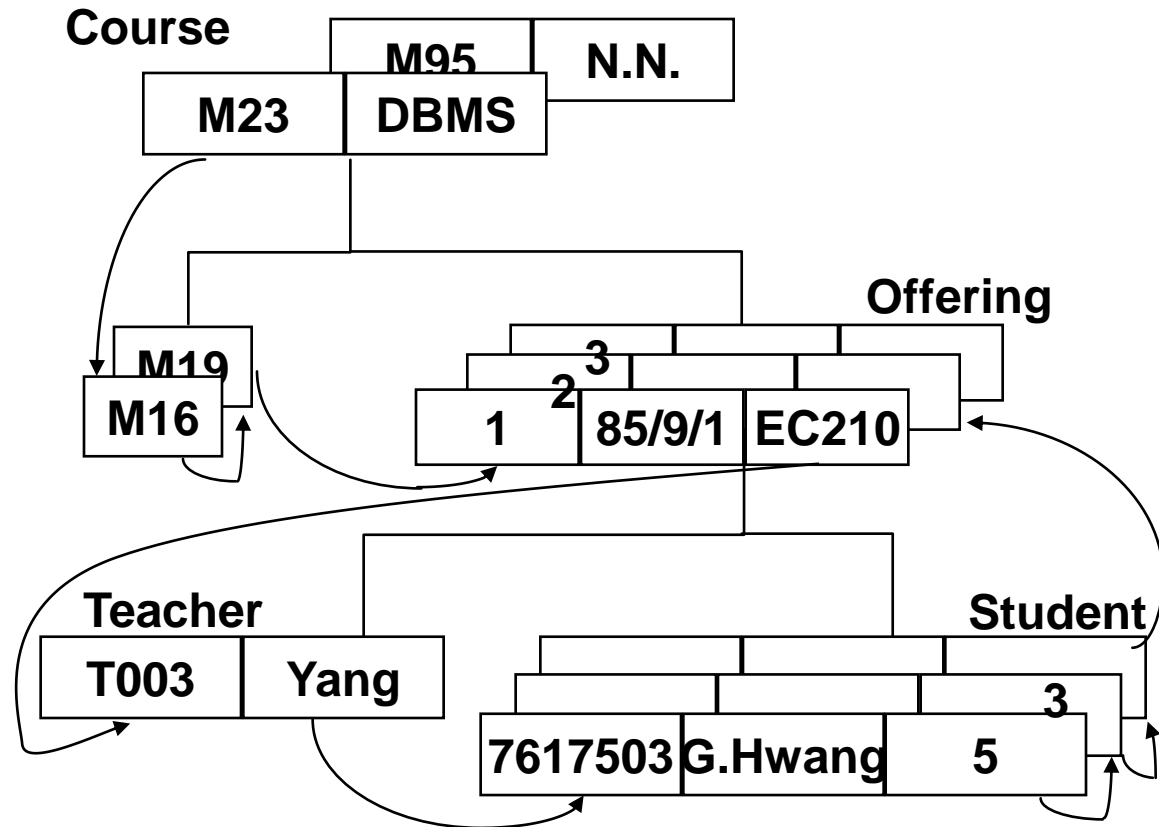 Course
M95 N.N.
M23 DBMS
Offering
M19
M16
3
2
1 85/9/1 EC210
Teacher
T003 Yang
Student
3
7617503 G.Hwang 5